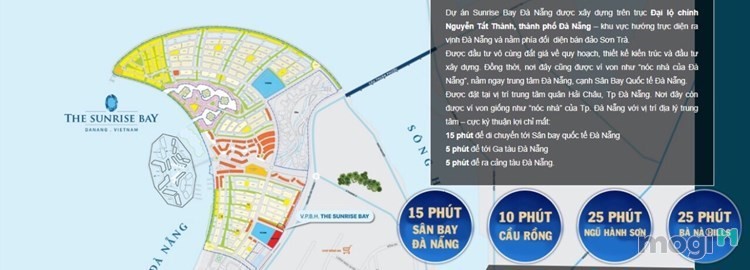 Dự án Sunrise Bay Đà Nẵng được xây dựng trên trục Đại lộ chính
Nguyễn Tất Thành, thành phố Đà Nẵng – khu vực hướng trực diện ra
vịnh Đà Nẵng và nằm phía đối diện bán đảo Sơn Trà.
Được đầu tư vô cùng đắt giá về quy hoạch, thiết kế kiến trúc và đầu tư
xây dựng. Đồng thời, nơi đây cũng được ví von như "nóc nhà của Đà
Nẵng", nằm ngay trung tâm Đà Nẵng, cạnh Sân Bay Quốc tế Đà Nẵng.
Được đặt tại vị trí trung tâm quận Hải Châu, Tp Đà Nẵng. Nơi đây còn
được ví von giống như "nóc nhà" của Tp. Đà Nẵng với vị trí địa lý trung
tâm – cực kỳ thuận lợi chỉ mất:
15 phút để di chuyển tới Sân bay quốc tế Đà Nẵng
5 phút để tới Ga tàu Đà Nẵng
5 phút để ra cảng tàu Đà Nẵng.
THE SUNRISE BAY
DANANG . VIETNAM
SÔNG H
V.P.B.H. THE SUNRISE BAY
ĐÀ NẴNG
15 PHÚT
SÂN BAY
ĐÀ NẴNG
10 PHÚT
CẦU RỒNG
25 PHÚT
NGŨ HÀNH SƠN
25 PHÚT
BÀ NÀ HILLS
mogi